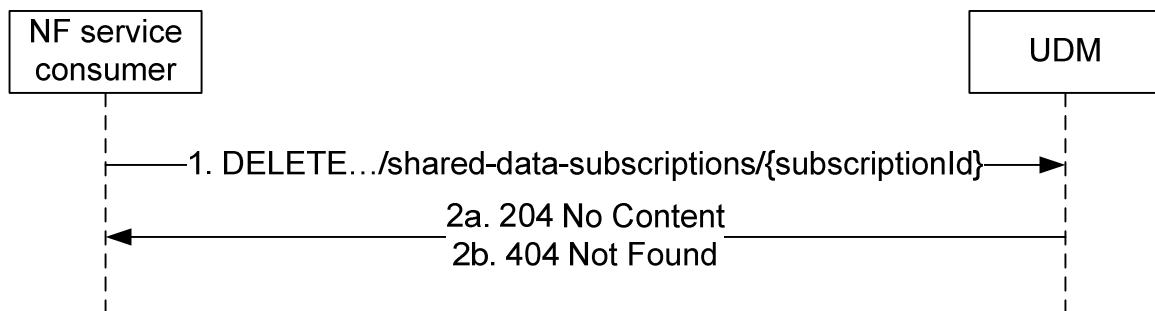 NF service
consumer
UDM
1. DELETE…/shared-data-subscriptions/{subscriptionId}
2a. 204 No Content
2b. 404 Not Found